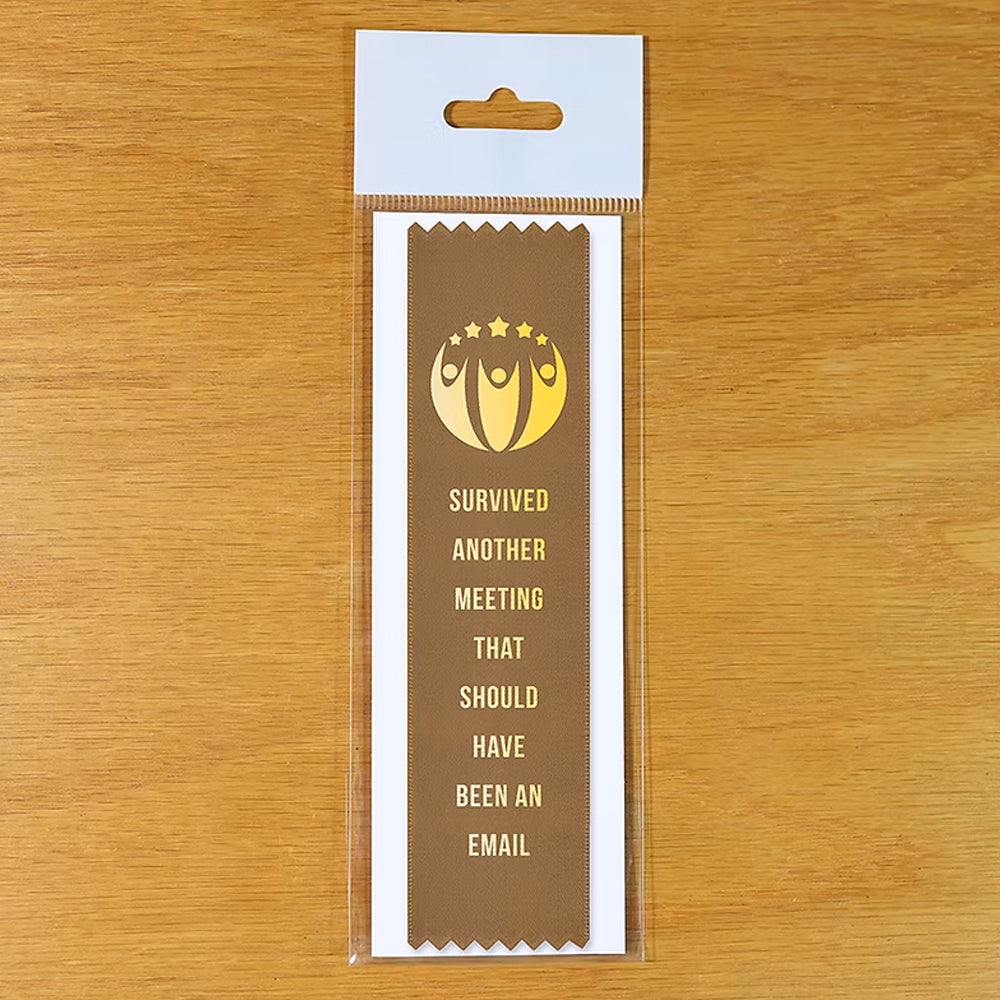 SURVIVED
ANOTHER
MEETING
THAT
SHOULD
HAVE
BEEN AN
EMAIL